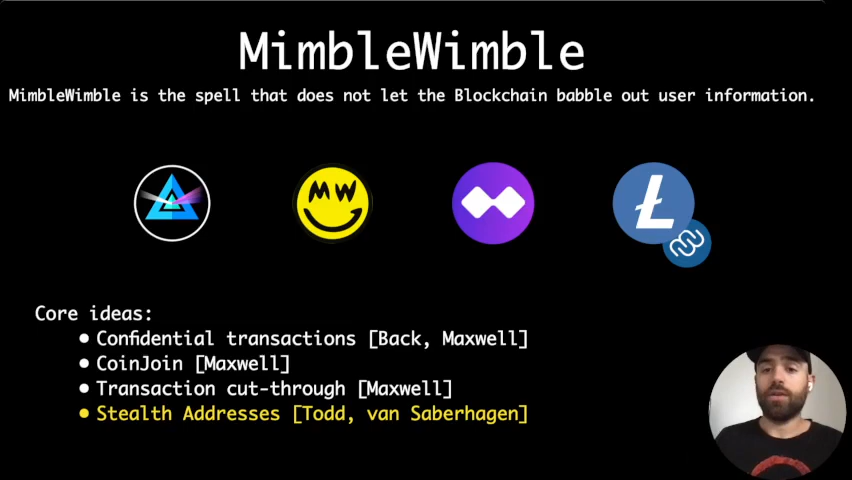 MimbleWimble
MimbleWimble is the spell that does not let the Blockchain babble out user information.
MW
Ł
Core ideas:
● Confidential transactions [Back, Maxwell]
● CoinJoin [Maxwell]
● Transaction cut-through [Maxwell]
● Stealth Addresses [Todd, van Saberhagen]